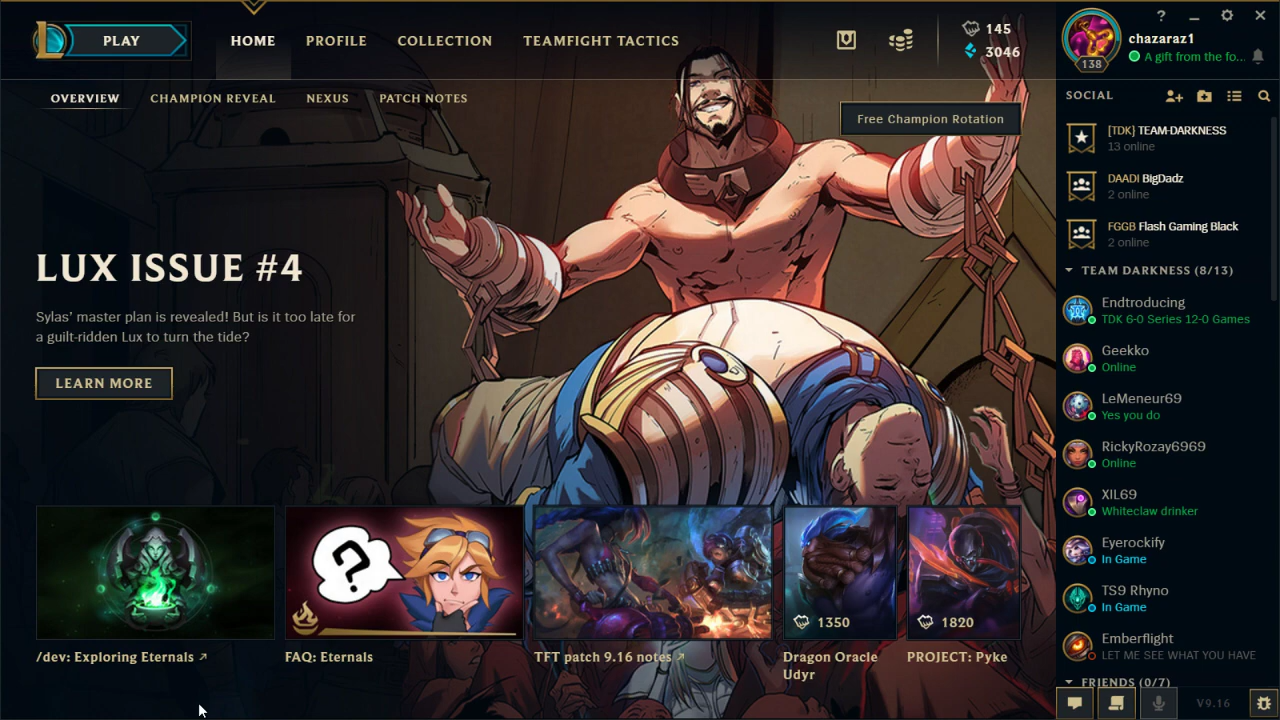 PLAY
HOME
PROFILE
COLLECTION
TEAMFIGHT TACTICS
145
3046
138
?
chazaraz1
A gift from the fo...
OVERVIEW
CHAMPION REVEAL
NEXUS
PATCH NOTES
Free Champion Rotation
LUX ISSUE #4
Sylas' master plan is revealed! But is it too late for
a guilt-ridden Lux to turn the tide?
LEARN MORE
?
1350
1820
/dev: Exploring Eternals
FAQ: Eternals
TFT patch 9.16 notes
Dragon Oracle
Udyr
PROJECT: Pyke
SOCIAL
[TDK] TEAM-DARKNESS
13 online
DAADI BigDadz
2 online
FGGB Flash Gaming Black
2 online
TEAM DARKNESS (8/13)
Endtroducing
TDK 6-0 Series 12-0 Games
Geekko
Online
LeMeneur69
Yes you do
RickyRozay6969
Online
XIL69
Whiteclaw drinker
Eyerockify
In Game
TS9 Rhyno
In Game
Emberflight
LET ME SEE WHAT YOU HAVE
FRIENDS (0/7)
V9.16